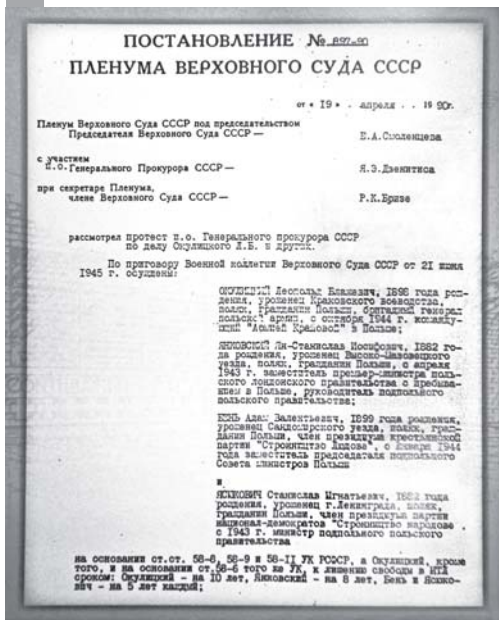 ПОСТАНОВЛЕНИЕ № 897-90
ПЛЕНУМА ВЕРХОВНОГО СУДА СССР
от « 19 » . апреля . . 19 90г.
Пленум Верховного Суда СССР под председательством
Председателя Верховного Суда СССР —
Е.А.Смоленцева
с участием
и.о. Генерального Прокурора СССР —
Я.Э.Дзенитиса
при секретаре Пленума,
члене Верховного Суда СССР —
Р.К.Бризе
рассмотрел протест и.о. Генерального прокурора СССР
по делу Окулицкого Л.Б. и других.
По приговору Военной коллегии Верховного Суда СССР от 21 июня
1945 г. осуждены:
ОКУЛИЦКИЙ Леопольд Блажевич, 1898 года рож-
дения, уроженец Краковского воеводства,
поляк, гражданин Польши, бригадный генерал
польской армии, с октября 1944 г. команду-
ющий "Армией Крайовой" в Польше;
ЯНКОВСКИЙ Ян-Станислав Иосифович, 1882 го-
да рождения, уроженец Высоко-Мазовецкого
уезда, поляк, гражданин Польши, с апреля
1943 г. заместитель премьер-министра поль-
ского лондонского правительства с пребыва-
нием в Польше, руководитель подпольного
польского правительства;
БЕНЬ Адам Валентьевич, 1899 года рождения,
уроженец Сандомирского уезда, поляк, граж-
данин Польши, член президиума крестьянской
партии "Стронництво Людове", с января 1944
года заместитель председателя подпольного
Совета министров Польши
и
ЯСЮКОВИЧ Станислав Игнатьевич, 1882 года
рождения, уроженец г.Ленинграда, поляк,
гражданин Польши, член президиума партии
национал-демократов "Стронництво народове
с 1943 г. министр подпольного польского
правительства
на основании ст.ст. 58-8, 58-9 и 58-11 УК РСФСР, а Окулицкий, кроме
того, и на основании ст.58-6 того же УК, к лишению свободы в ИТЛ
сроком: Окулицкий - на 10 лет, Янковский - на 8 лет, Бень и Ясюко-
вич - на 5 лет каждый;